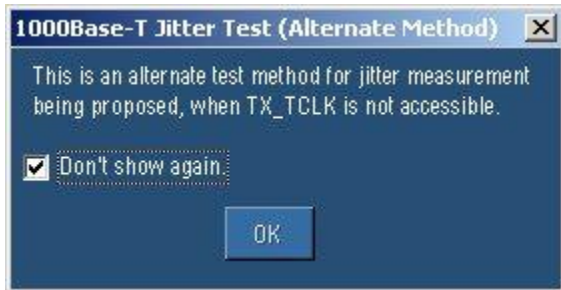 1000Base-T Jitter Test (Alternate Method)
This is an alternate test method for jitter measurement
being proposed, when TX_TCLK is not accessible.
Don't show again.
OK